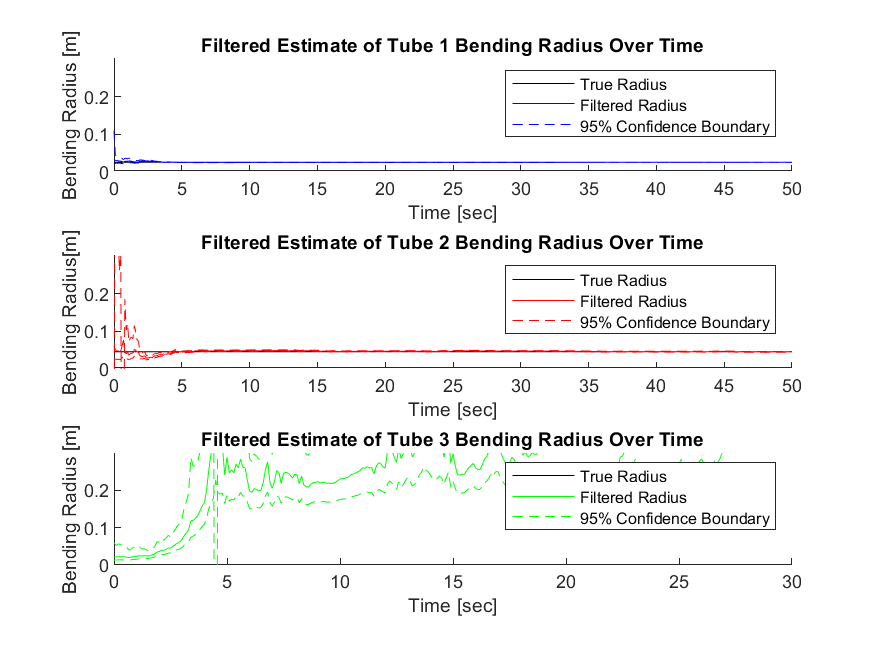 Filtered Estimate of Tube 1 Bending Radius Over Time
Bending Radius [m]
0.2
0.1
0
True Radius
Filtered Radius
95% Confidence Boundary
0 5 10 15 20 25 30 35 40 45 50
Time [sec]
Filtered Estimate of Tube 2 Bending Radius Over Time
Bending Radius[m]
0.2
0.1
0
True Radius
Filtered Radius
95% Confidence Boundary
0 5 10 15 20 25 30 35 40 45 50
Time [sec]
Filtered Estimate of Tube 3 Bending Radius Over Time
Bending Radius [m]
0.2
0.1
0
True Radius
Filtered Radius
95% Confidence Boundary
0 5 10 15 20 25 30
Time [sec]